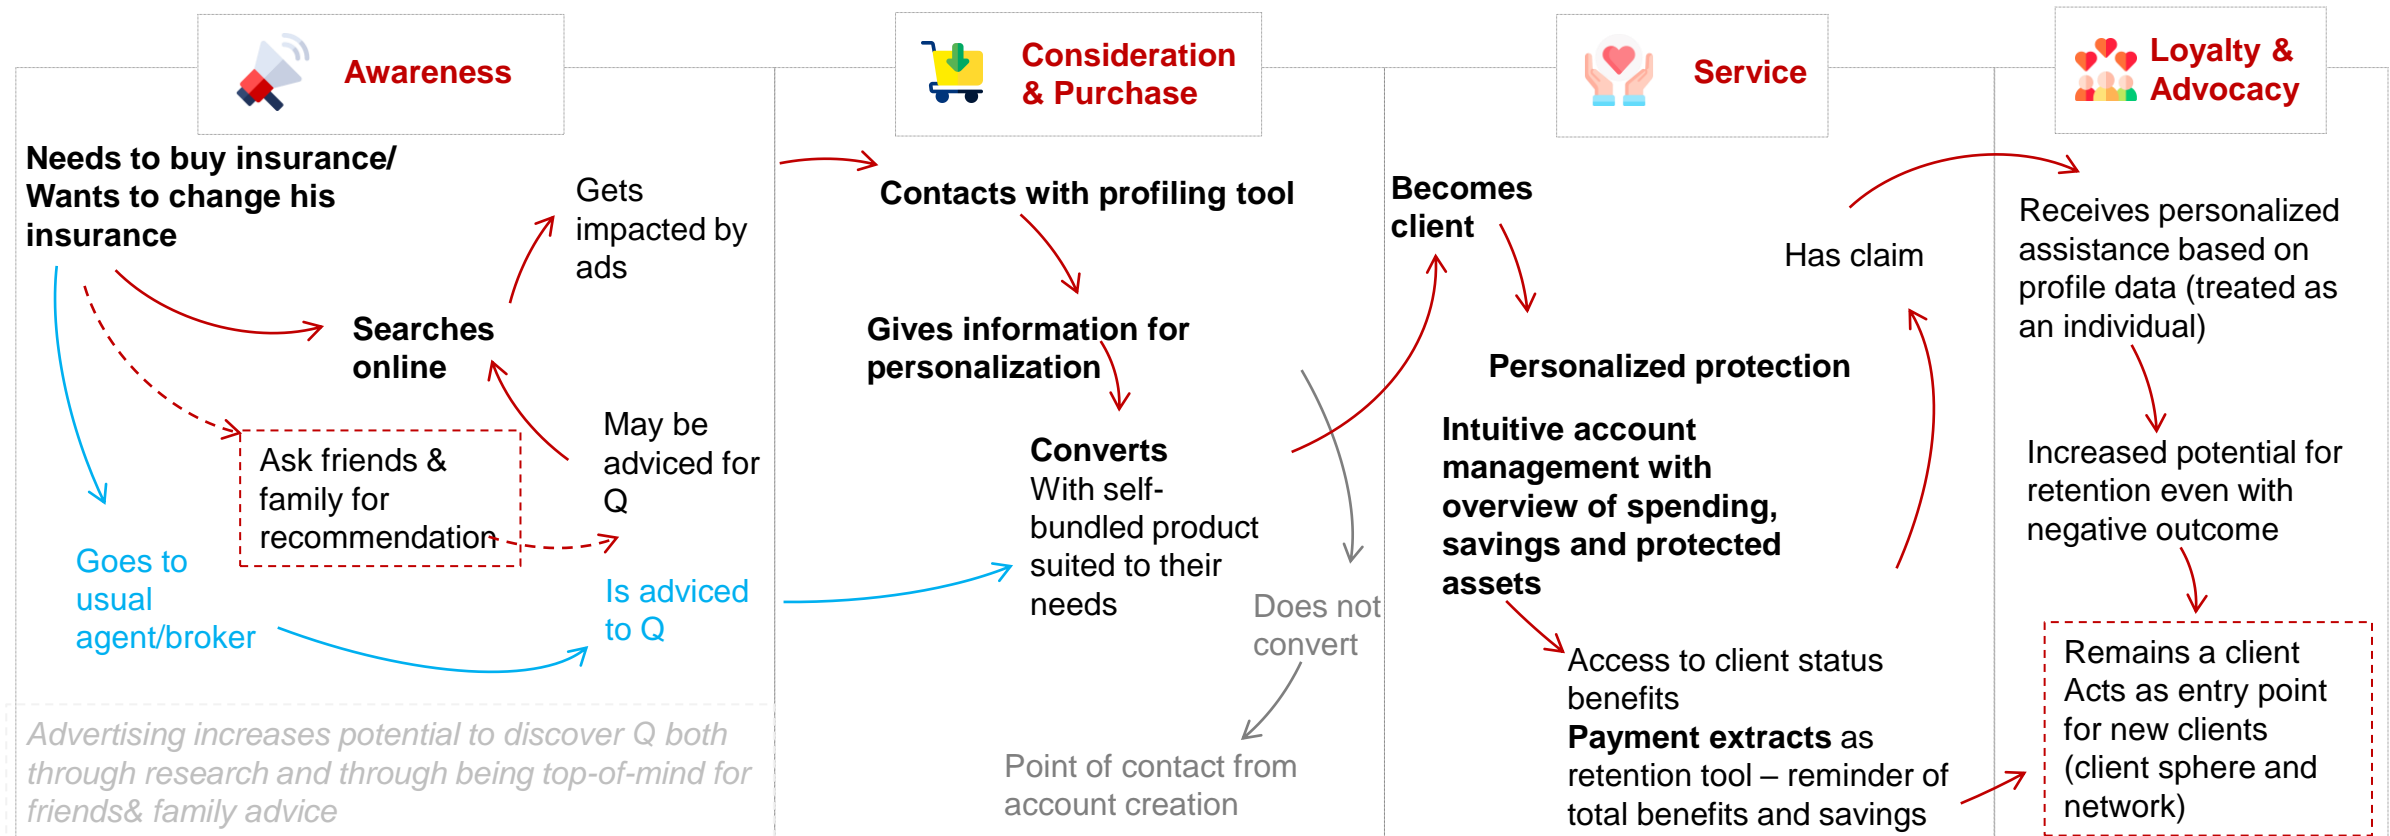 Awareness
Needs to buy insurance/
Wants to change his
insurance
Gets
impacted by
ads
Searches
online
May be
adviced for
Q
Ask friends &
family for
recommendation
Goes to
usual
agent/broker
Is adviced
to Q
Advertising increases potential to discover Q both
through research and through being top-of-mind for
friends& family advice
Consideration
& Purchase
Contacts with profiling tool
Gives information for
personalization
Converts
With self-
bundled product
suited to their
needs
Does not
convert
Point of contact from
account creation
Service
Becomes
client
Has claim
Personalized protection
Intuitive account
management with
overview of spending,
savings and protected
assets
Access to client status
benefits
Payment extracts as
retention tool – reminder of
total benefits and savings
Loyalty &
Advocacy
Receives personalized
assistance based on
profile data (treated as
an individual)
Increased potential for
retention even with
negative outcome
Remains a client
Acts as entry point
for new clients
(client sphere and
network)